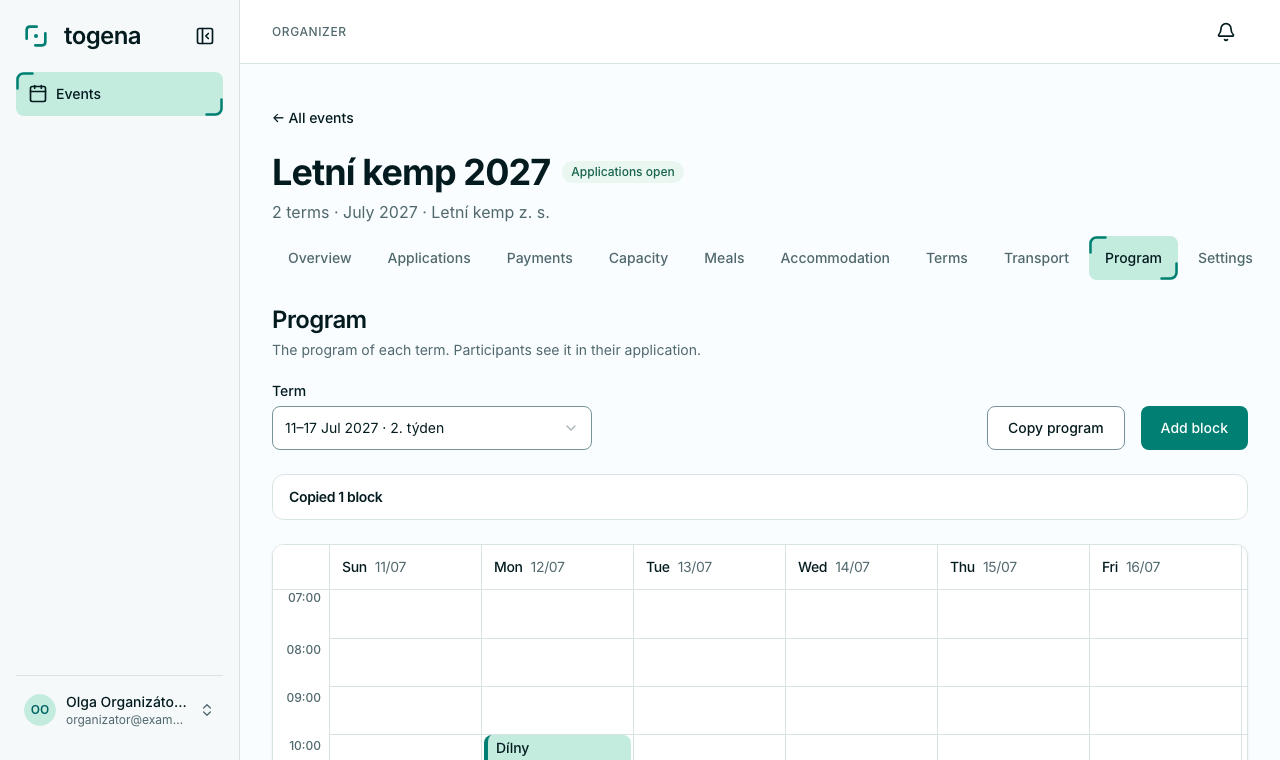 togena
ORGANIZER
Events
← All events
Letní kemp 2027 Applications open
2 terms · July 2027 · Letní kemp z. s.
Overview Applications Payments Capacity Meals Accommodation Terms Transport Program Settings
Program
The program of each term. Participants see it in their application.
Term
11–17 Jul 2027 · 2. týden
Copy program Add block
Copied 1 block
Sun 11/07 Mon 12/07 Tue 13/07 Wed 14/07 Thu 15/07 Fri 16/07
07:00
08:00
09:00
10:00 Dílny
OO Olga Organizáto...
organizator@exam...